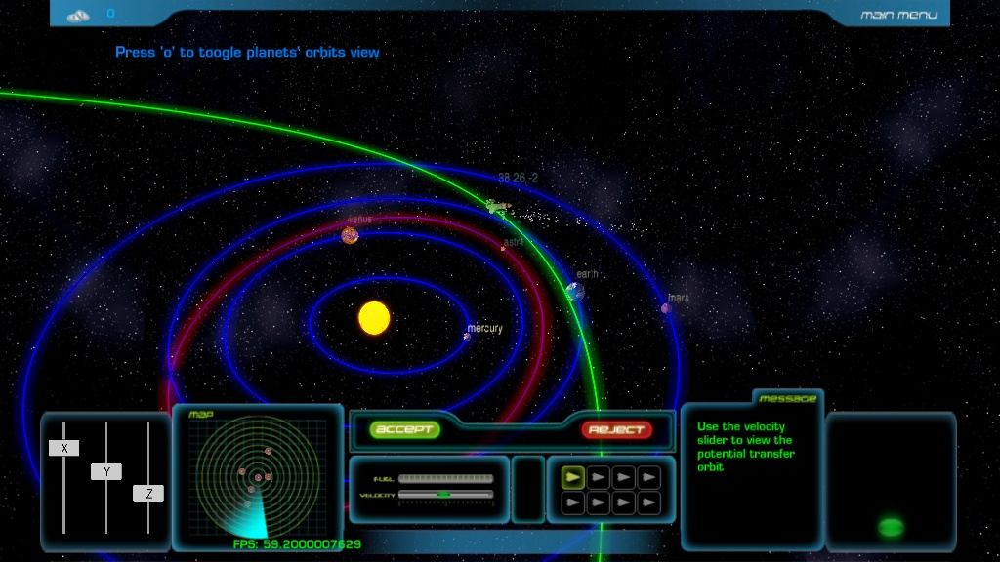 0
main menu
Press 'o' to toogle planets' orbits view
38 26 -2
venus
astr1
earth
mars
mercury
MAP
ACCEPT
REJECT
message
Use the velocity
slider to view the
potential transfer
orbit
X
Y
Z
FUEL
VELOCITY
FPS: 59.2000007629